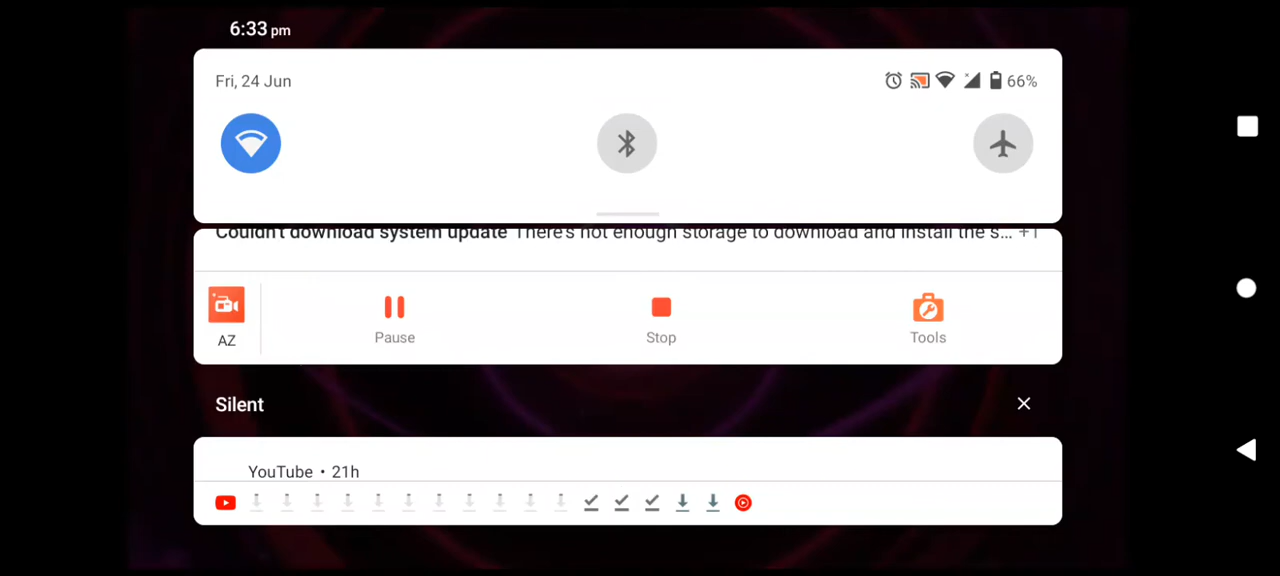 6:33 pm
Fri, 24 Jun
66%
Couldn't download system update There's not enough storage to download and install the s... +1
AZ
Pause
Stop
Tools
Silent
YouTube • 21h